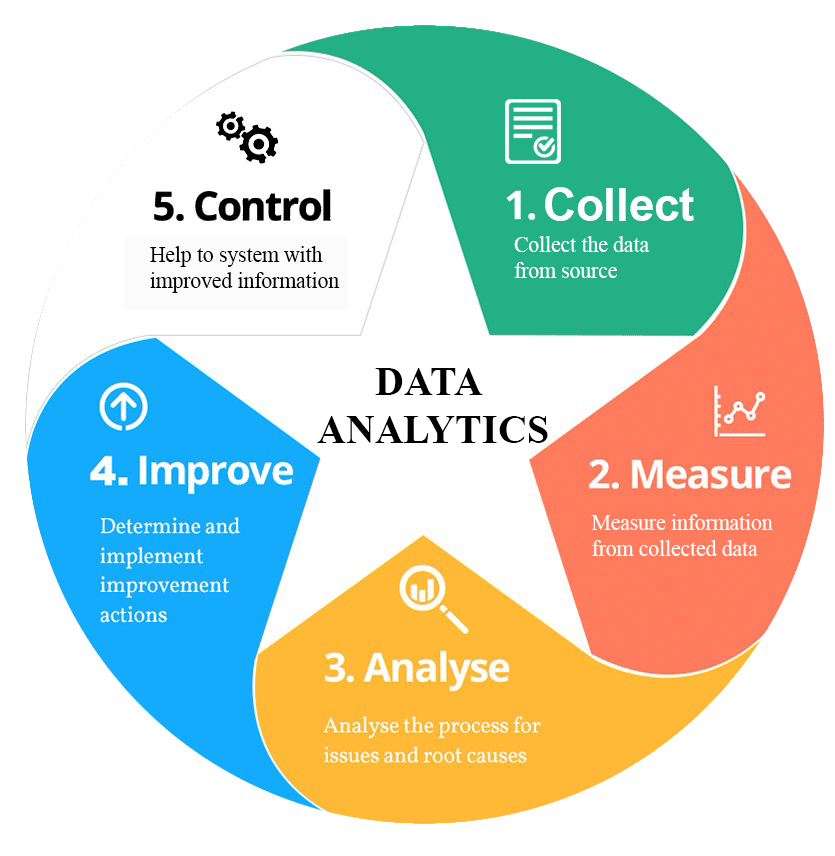 DATA
ANALYTICS
1. Collect
Collect the data
from source
2. Measure
Measure information
from collected data
3. Analyse
Analyse the process for
issues and root causes
4. Improve
Determine and
implement
improvement
actions
5. Control
Help to system with
improved information